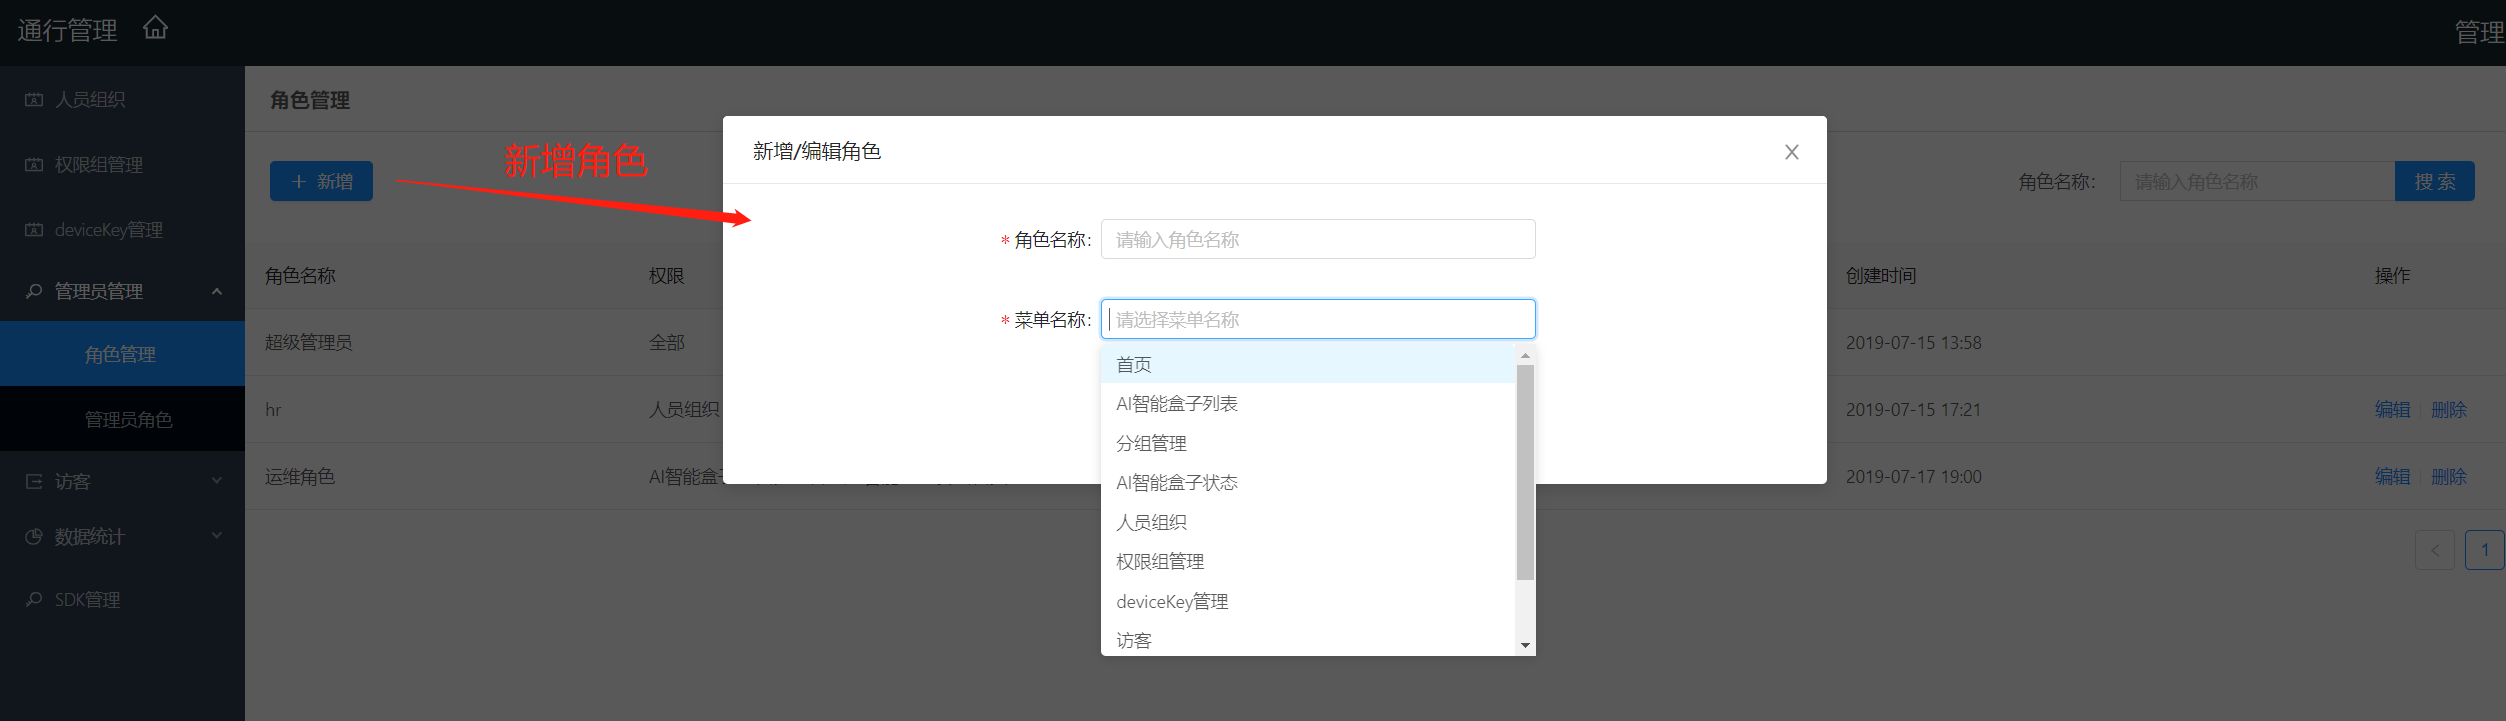 通行管理
管理
人员组织
权限组管理
deviceKey管理
管理员管理
角色管理
管理员角色
访客
数据统计
SDK管理
角色管理
新增
新增角色
角色名称:
请输入角色名称
搜 索
角色名称
权限
创建时间
操作
超级管理员
全部
2019-07-15 13:58
hr
人员组织
2019-07-15 17:21
编辑
删除
运维角色
AI智能盒
2019-07-17 19:00
编辑
删除
<
1
新增/编辑角色
X
* 角色名称:
请输入角色名称
* 菜单名称:
请选择菜单名称
首页
AI智能盒子列表
分组管理
AI智能盒子状态
人员组织
权限组管理
deviceKey管理
访客